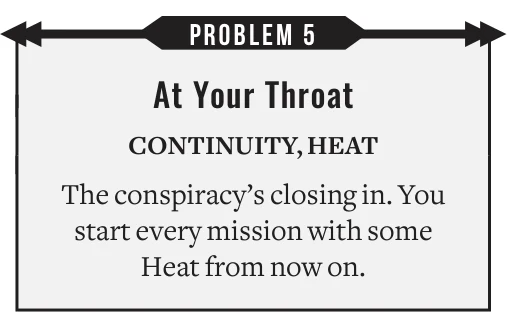 PROBLEM 5
At Your Throat
CONTINUITY, HEAT
The conspiracy’s closing in. You
start every mission with some
Heat from now on.